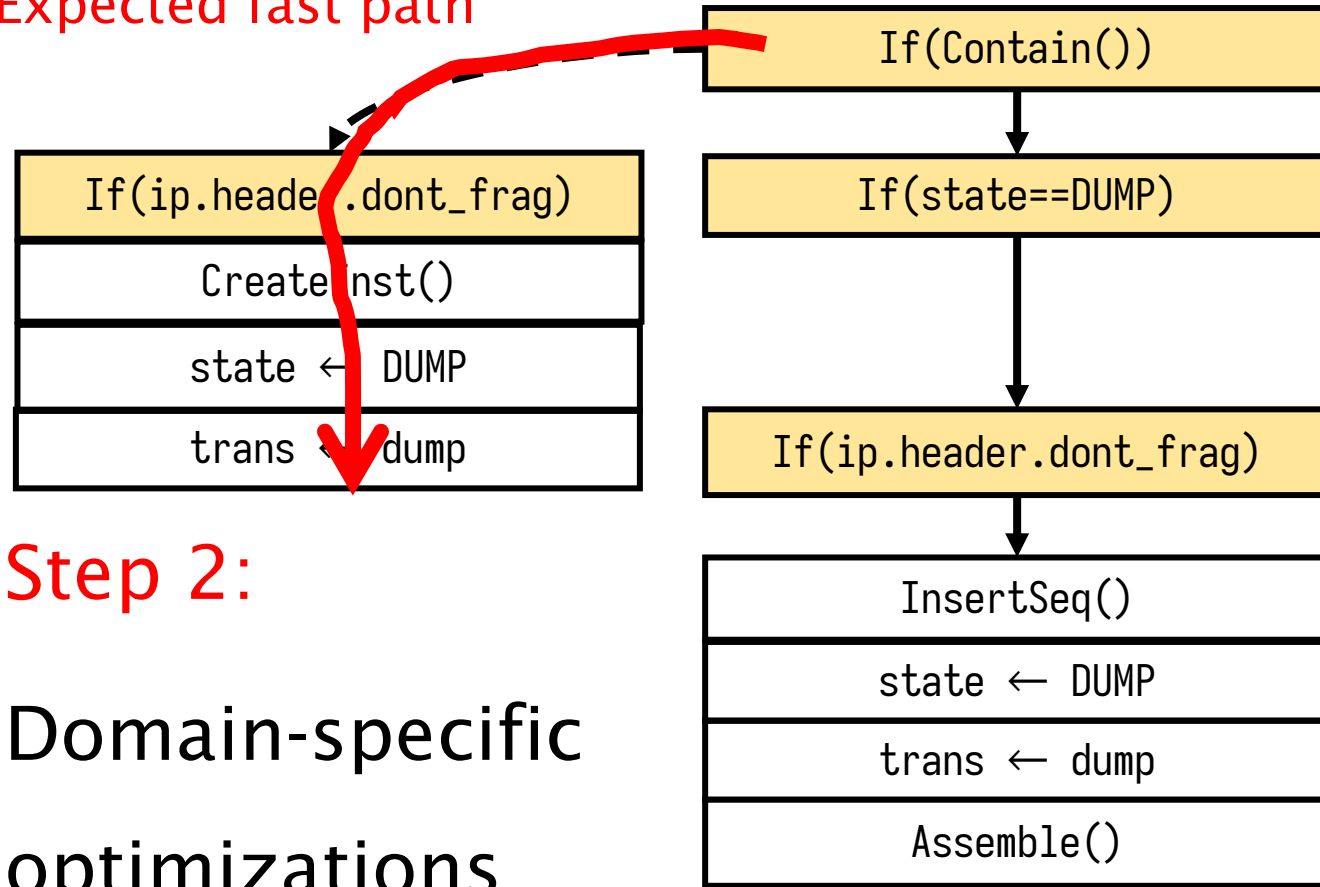 Expected fast path
If(Contain())
If(ip.header.dont_frag)
If(state==DUMP)
CreateInst()
state ← DUMP
trans ← dump
If(ip.header.dont_frag)
Step 2:
InsertSeq()
state ← DUMP
Domain-specific
trans ← dump
optimizations
Assemble()